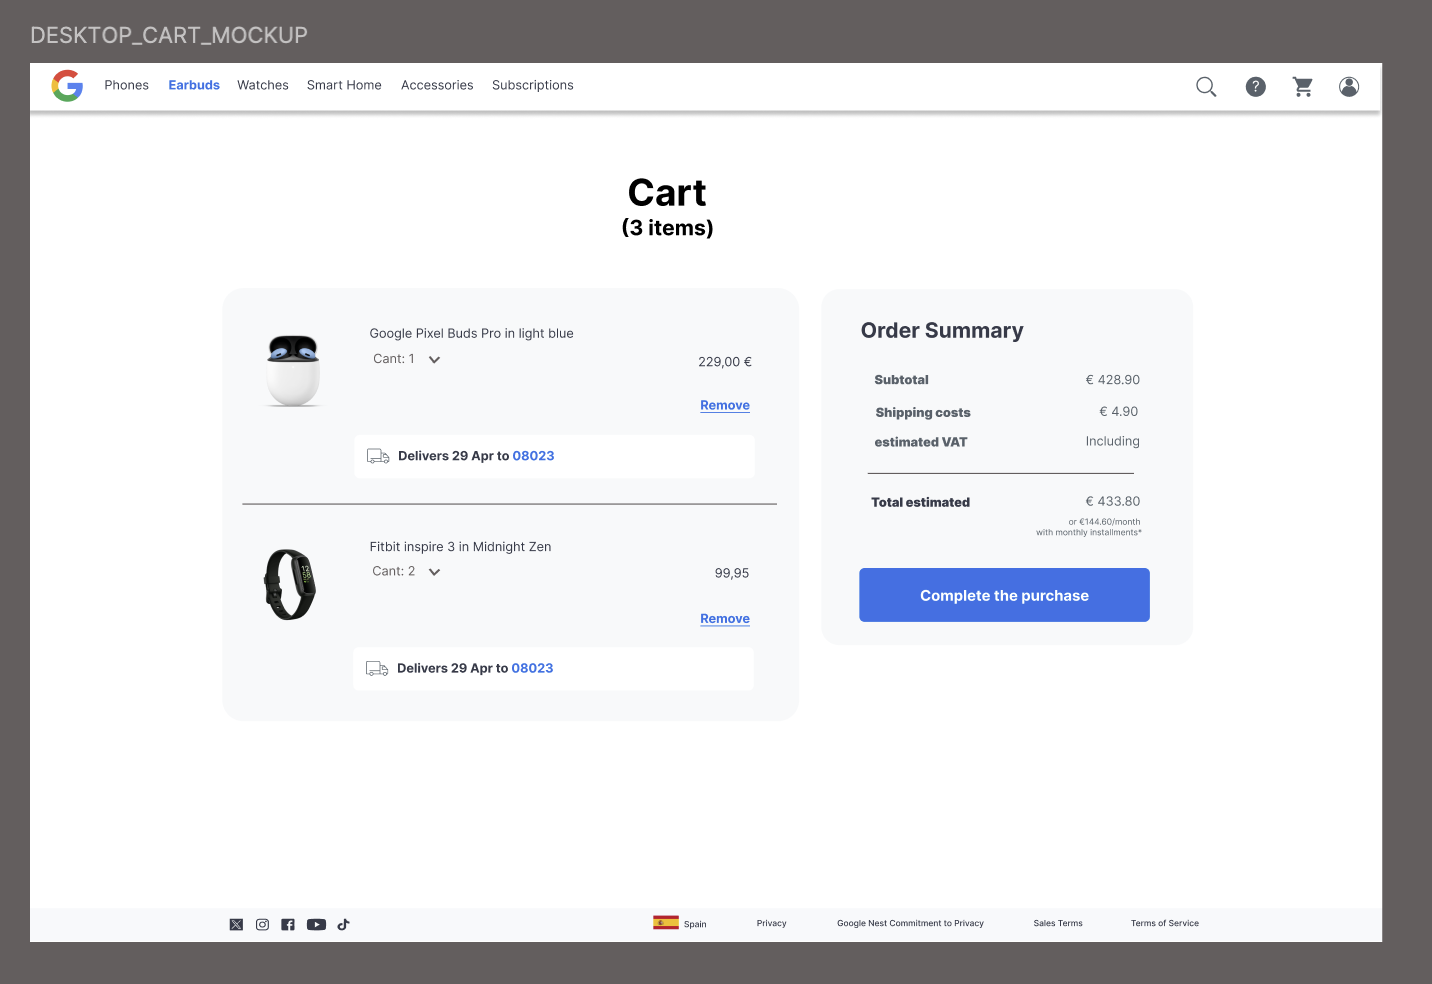 DESKTOP_CART_MOCKUP
Phones Earbuds Watches Smart Home Accessories Subscriptions
?
Cart
(3 items)
Google Pixel Buds Pro in light blue
Cant: 1
229,00 €
Remove
Delivers 29 Apr to 08023
Fitbit inspire 3 in Midnight Zen
Cant: 2
99,95
Remove
Delivers 29 Apr to 08023
Order Summary
Subtotal € 428.90
Shipping costs € 4.90
estimated VAT Including
Total estimated € 433.80
or €144.60/month
with monthly installments*
Complete the purchase
Spain Privacy Google Nest Commitment to Privacy Sales Terms Terms of Service